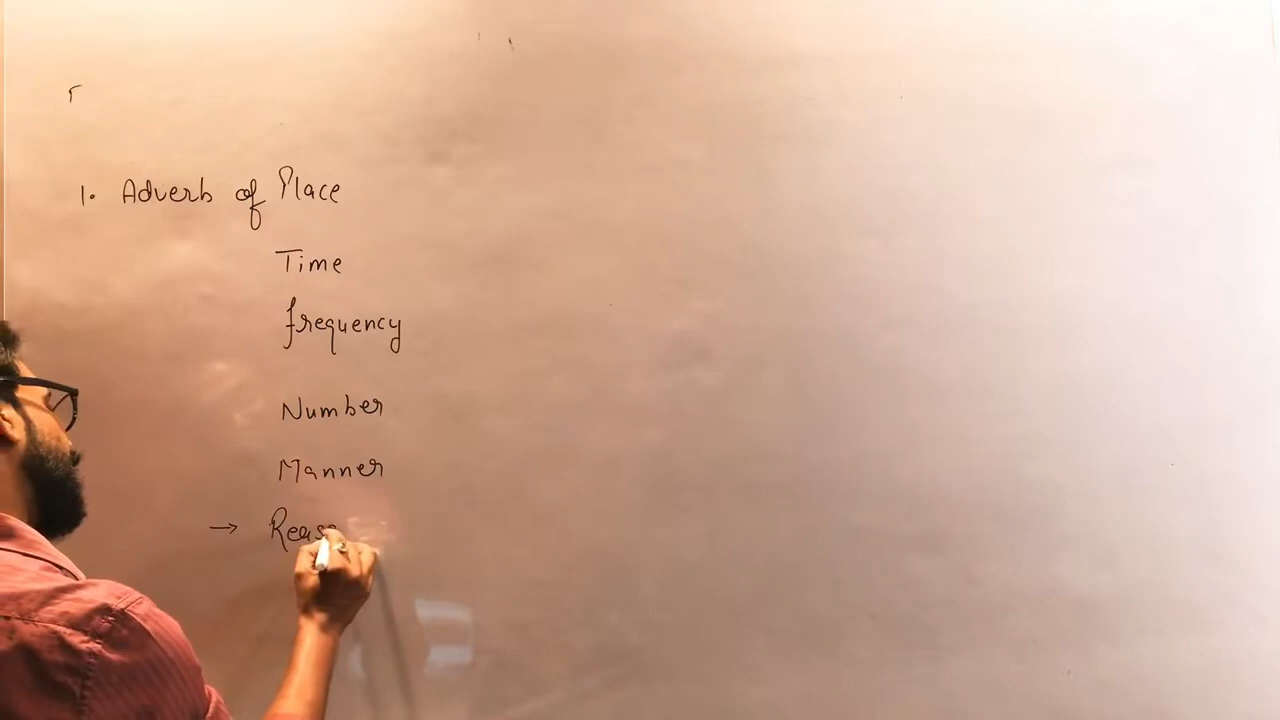 1. Adverb of Place
Time
frequency
Number
Manner
→ Reas